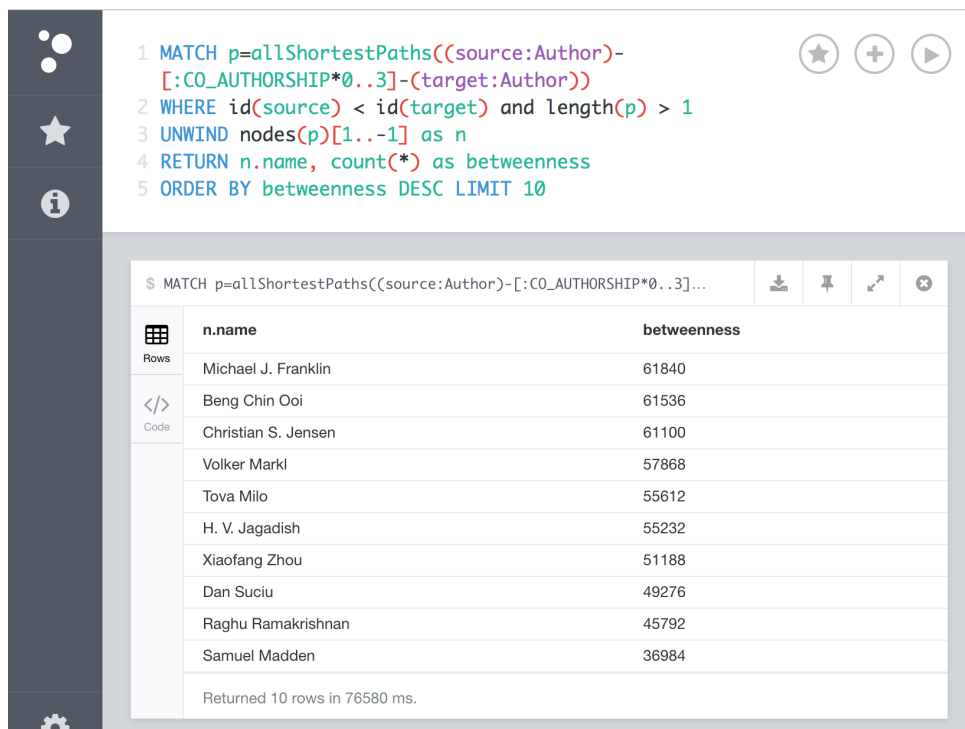 1 MATCH p=allShortestPaths((source:Author)-
[:CO_AUTHORSHIP*0..3]-(target:Author))
2 WHERE id(source) < id(target) and length(p) > 1
3 UNWIND nodes(p)[1..-1] as n
4 RETURN n.name, count(*) as betweenness
5 ORDER BY betweenness DESC LIMIT 10
$ MATCH p=allShortestPaths((source:Author)-[:CO_AUTHORSHIP*0..3]...
Rows
Code
n.name betweenness
Michael J. Franklin 61840
Beng Chin Ooi 61536
Christian S. Jensen 61100
Volker Markl 57868
Tova Milo 55612
H. V. Jagadish 55232
Xiaofang Zhou 51188
Dan Suciu 49276
Raghu Ramakrishnan 45792
Samuel Madden 36984
Returned 10 rows in 76580 ms.